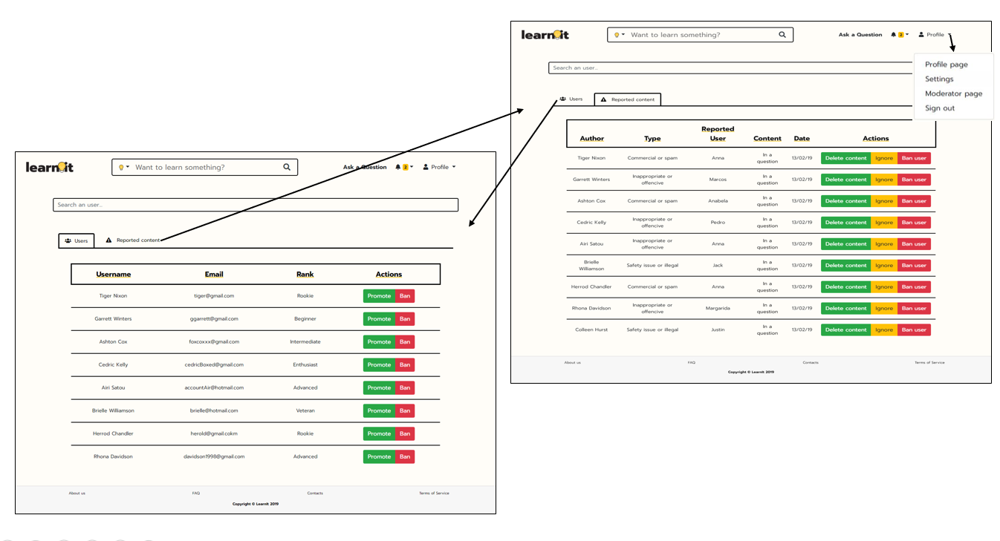 learnit
Want to learn something?
Ask a Question 2 Profile
Search an user..
Users Reported content
Username Email Rank Actions
Tiger Nixon tiger@gmail.com Rookie Promote Ban
Garrett Winters ggarrett@gmail.com Beginner Promote Ban
Ashton Cox foxcoxxx@gmail.com Intermediate Promote Ban
Cedric Kelly cedricBoxed@gmail.com Enthusiast Promote Ban
Airi Satou accountAir@hotmail.com Advanced Promote Ban
Brielle Williamson brielle@hotmail.com Veteran Promote Ban
Herrod Chandler herold@gmail.cokm Rookie Promote Ban
Rhona Davidson davidson1998@gmail.com Advanced Promote Ban
About us FAQ Contacts Terms of Service
Copyright © Learnit 2019
learnit
Want to learn something?
Ask a Question 2 Profile
Profile page
Settings
Moderator page
Sign out
Search an user..
Users Reported content
Author Type Reported User Content Date Actions
Tiger Nixon Commercial or spam Anna In a question 13/02/19 Delete content Ignore Ban user
Garrett Winters Inappropriate or offencive Marcos In a question 13/02/19 Delete content Ignore Ban user
Ashton Cox Commercial or spam Anabela In a question 13/02/19 Delete content Ignore Ban user
Cedric Kelly Inappropriate or offencive Pedro In a question 13/02/19 Delete content Ignore Ban user
Airi Satou Inappropriate or offencive Anna In a question 13/02/19 Delete content Ignore Ban user
Brielle Williamson Safety issue or illegal Jack In a question 13/02/19 Delete content Ignore Ban user
Herrod Chandler Commercial or spam Anna In a question 13/02/19 Delete content Ignore Ban user
Rhona Davidson Inappropriate or offencive Margarida In a question 13/02/19 Delete content Ignore Ban user
Colleen Hurst Safety issue or illegal Justin In a question 13/02/19 Delete content Ignore Ban user
About us FAQ Contacts Terms of Service
Copyright © Learnit 2019